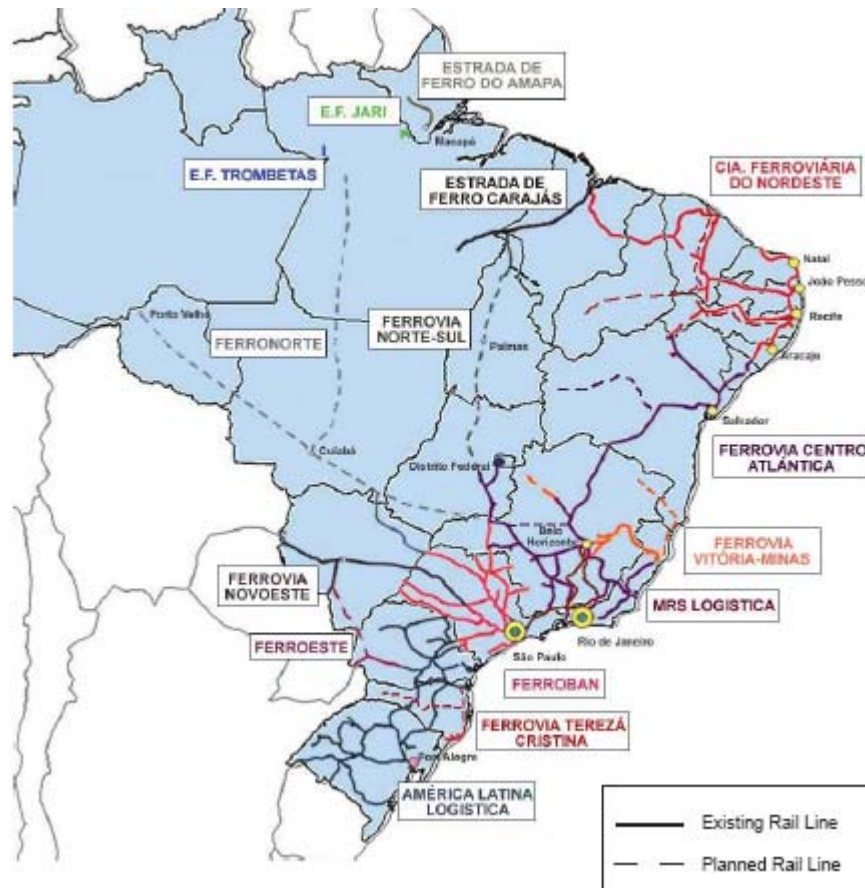 ESTRADA DE
FERRO DO AMAPA
E.F. JARI
Macapá
E.F. TROMBETAS
ESTRADA DE
FERRO CARAJÁS
CIA. FERROVIÁRIA
DO NORDESTE
Natal
João Pesso
Recife
Aracaju
Porto Velho
FERRONORTE
FERROVIA
NORTE-SUL
Palmas
Salvador
Cuiabá
Distrito Federal
FERROVIA CENTRO
ATLÁNTICA
Belo
Horizonte
FERROVIA
VITÓRIA-MINAS
FERROVIA
NOVOESTE
MRS LOGISTICA
FERROESTE
Rio de Janeiro
São Paulo
FERROBAN
FERROVIA TEREZÁ
CRISTINA
Alegre
AMÉRICA LATINA
LOGISTICA
Existing Rail Line
Planned Rail Line